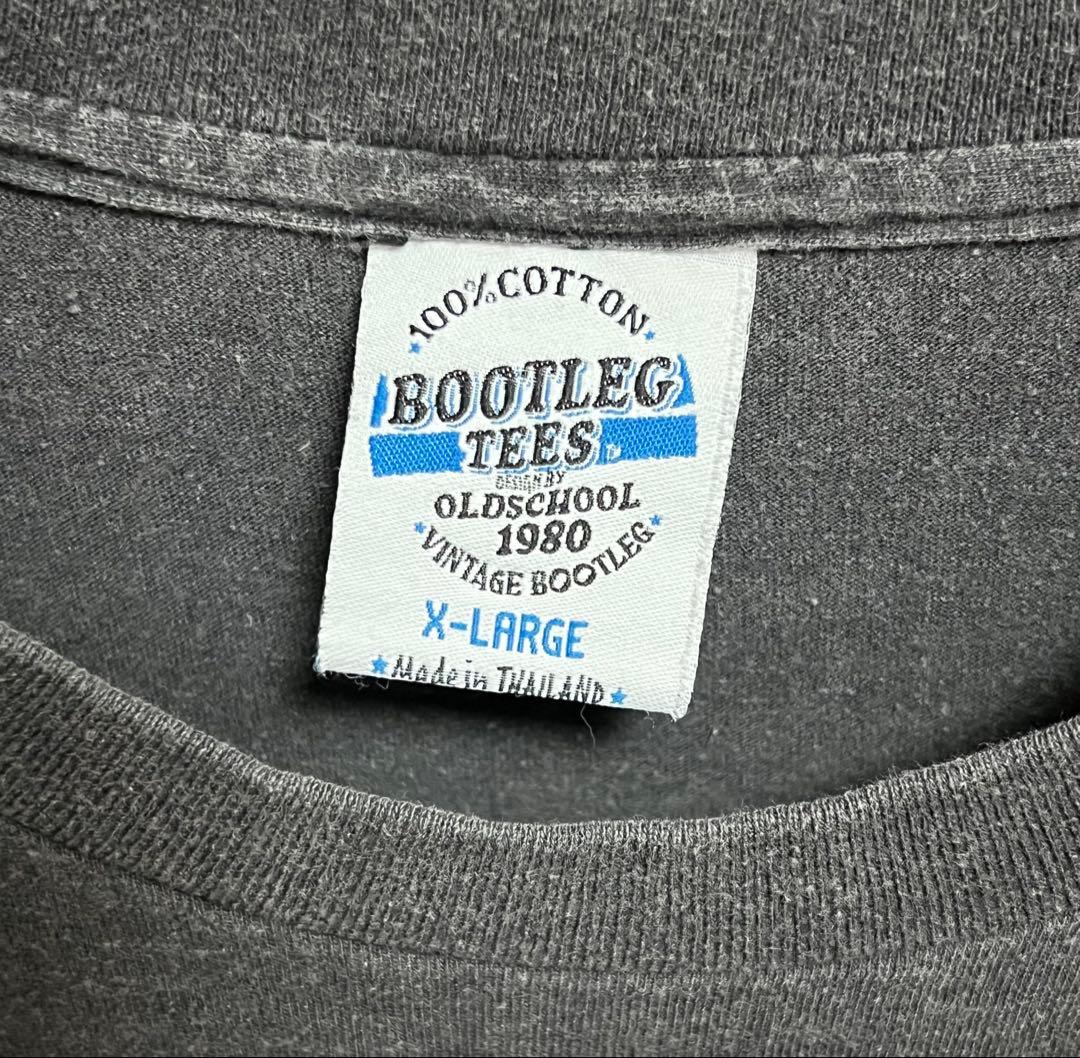 100% COTTON
BOOTLEG
TEES
DESIGN BY
OLDSCHOOL
1980
VINTAGE BOOTLEG
X-LARGE
Made in THAILAND